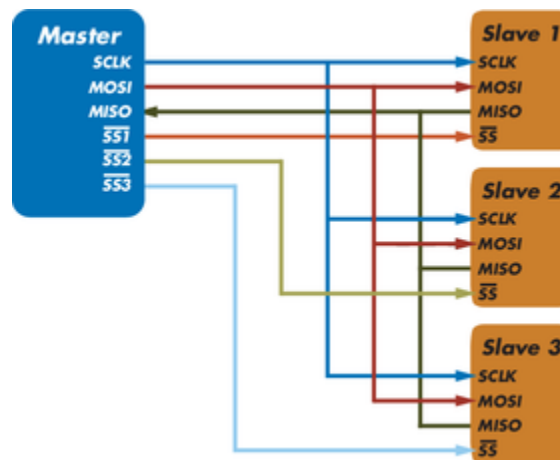 Master
SCLK
MOSI
MISO
SS1
SS2
SS3
Slave 1
SCLK
MOSI
MISO
SS
Slave 2
SCLK
MOSI
MISO
SS
Slave 3
SCLK
MOSI
MISO
SS